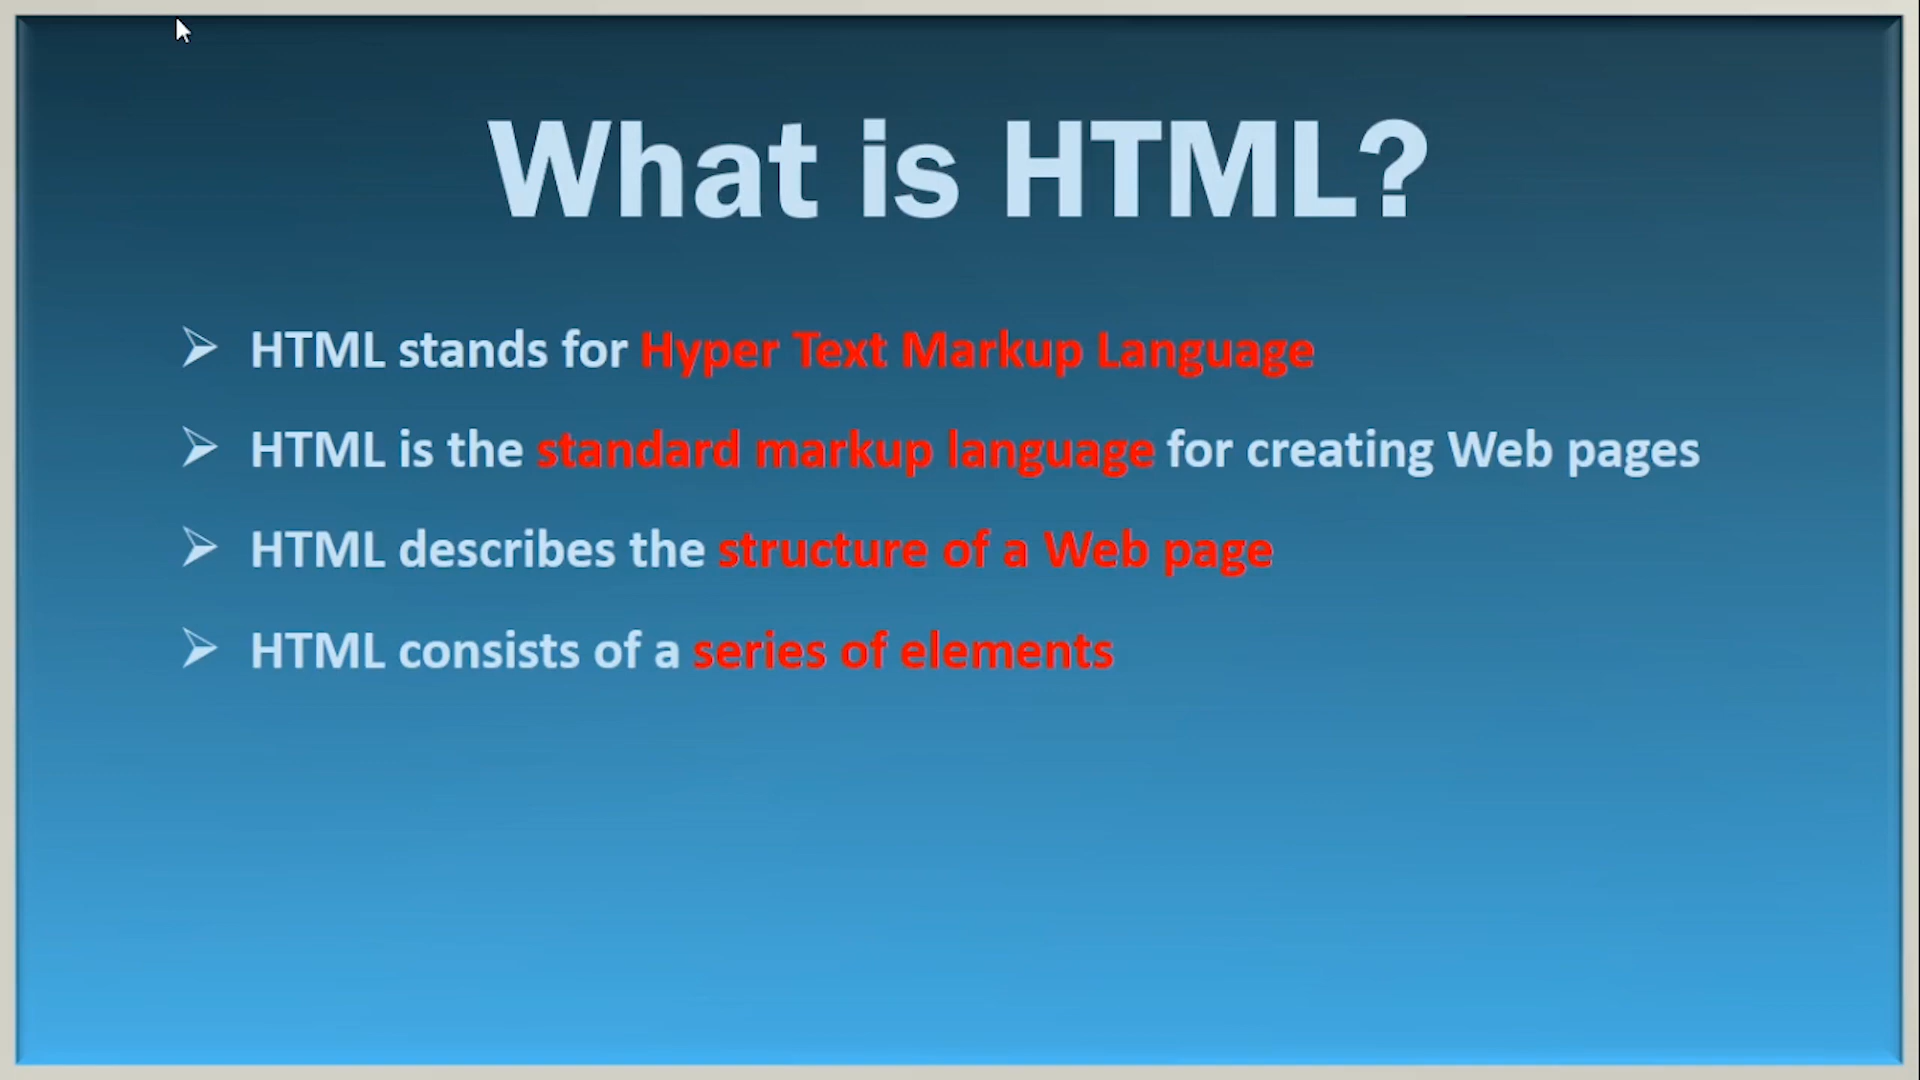 What is HTML?
HTML stands for Hyper Text Markup Language
HTML is the standard markup language for creating Web pages
HTML describes the structure of a Web page
HTML consists of a series of elements